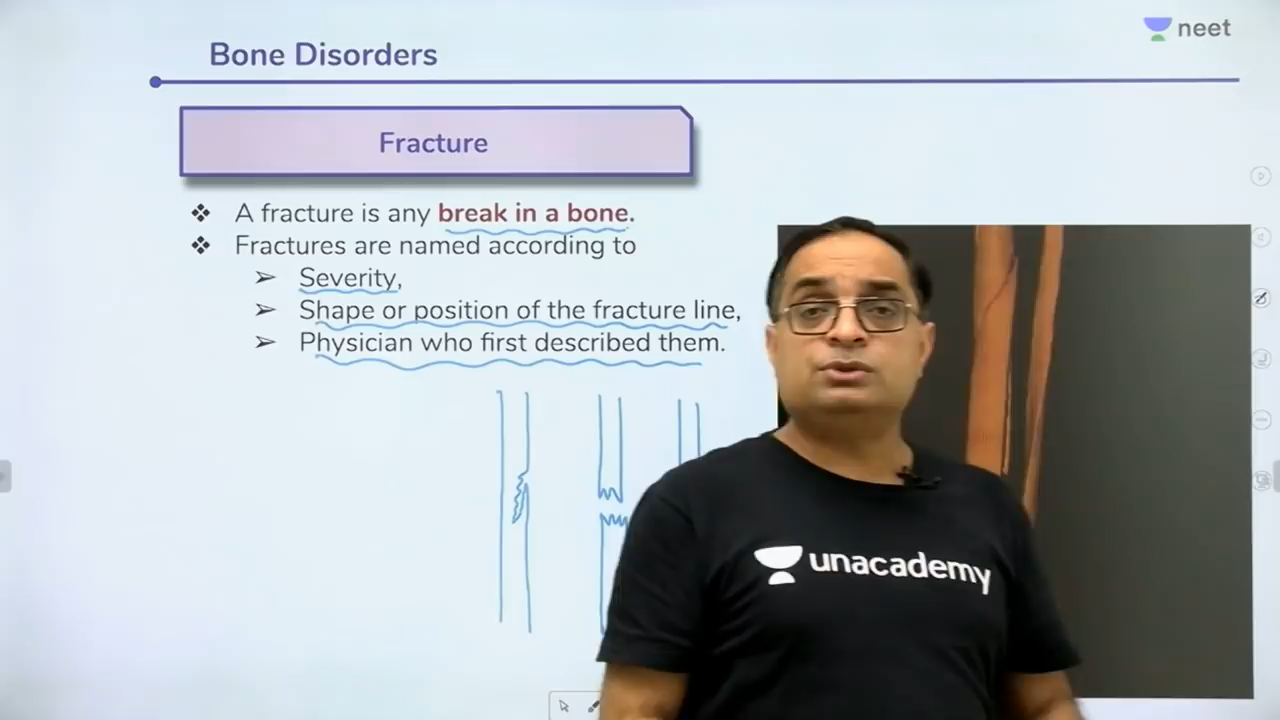 neet
Bone Disorders
Fracture
❖ A fracture is any break in a bone.
❖ Fractures are named according to
➢ Severity,
➢ Shape or position of the fracture line,
➢ Physician who first described them.
unacademy